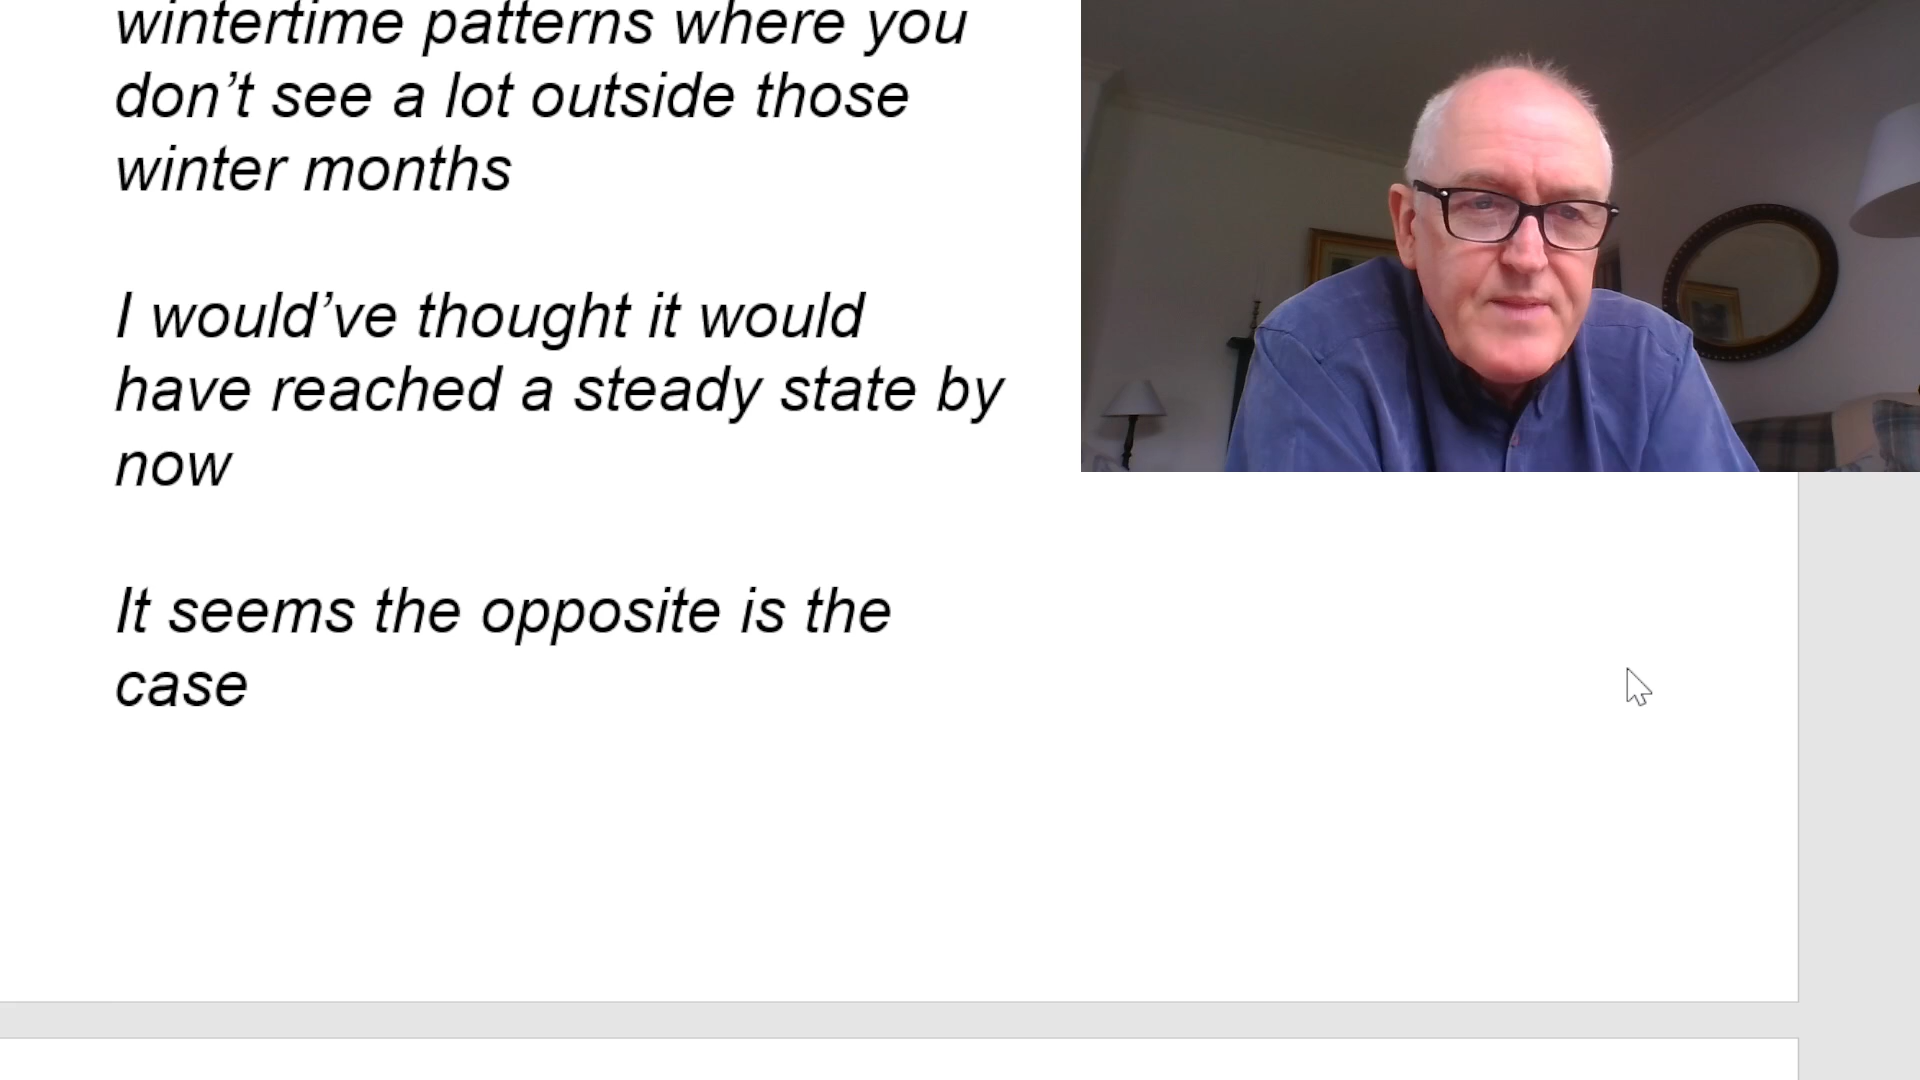 wintertime patterns where you
don’t see a lot outside those
winter months
I would’ve thought it would
have reached a steady state by
now
It seems the opposite is the
case